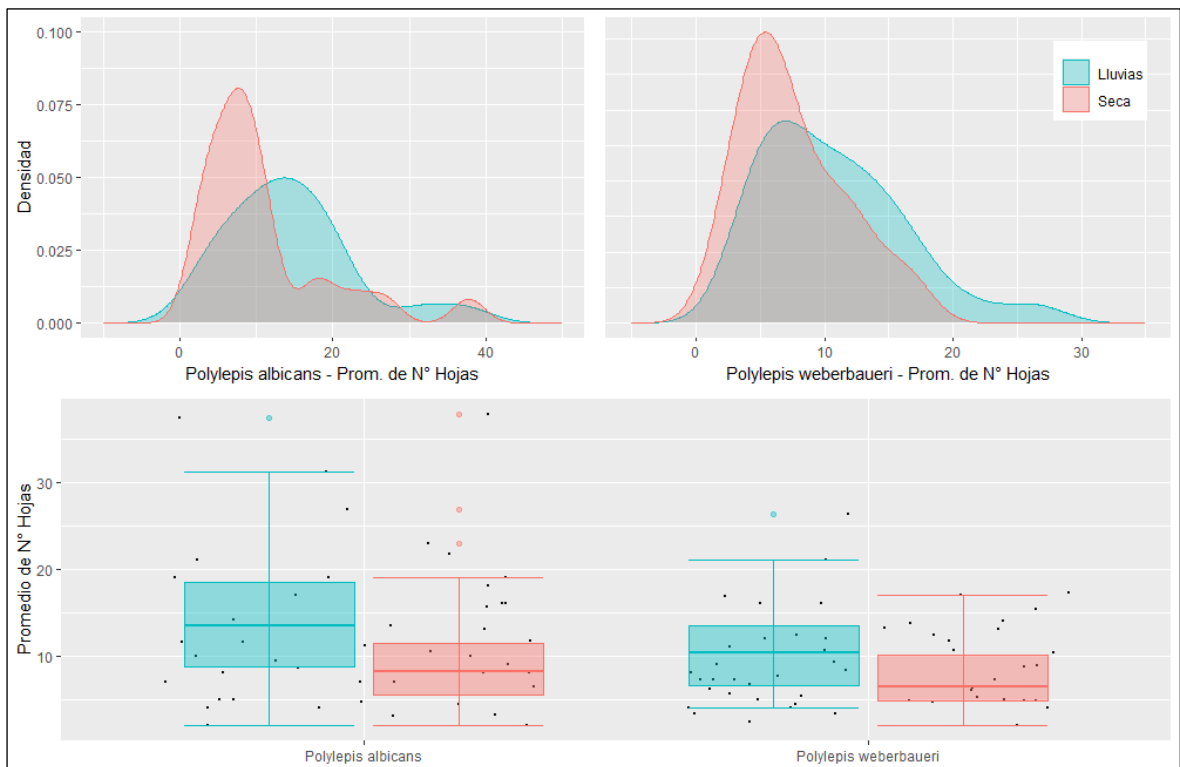 0.100
0.075
0.050
0.025
0.000
Densidad
0 20 40
Polylepis albicans - Prom. de N° Hojas
Lluvias
Seca
0 10 20 30
Polylepis weberbaueri - Prom. de N° Hojas
30
20
10
Promedio de N° Hojas
Polylepis albicans
Polylepis weberbaueri